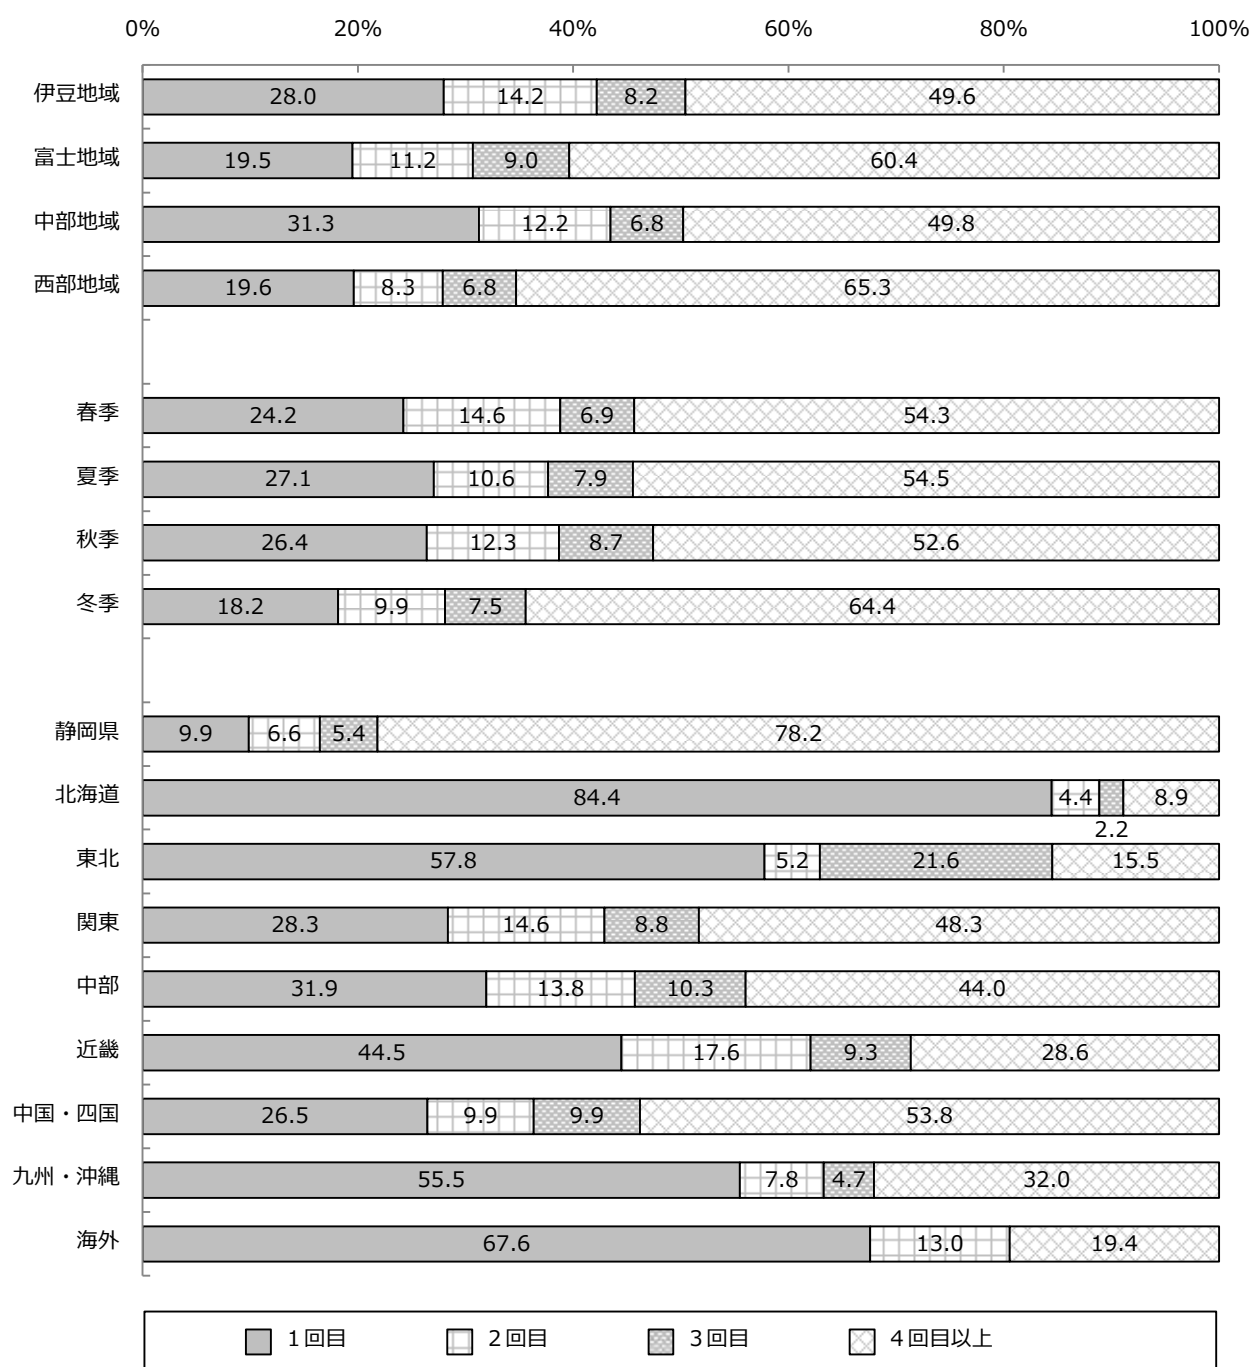 0% 20% 40% 60% 80% 100%
伊豆地域 28.0 14.2 8.2 49.6
富士地域 19.5 11.2 9.0 60.4
中部地域 31.3 12.2 6.8 49.8
西部地域 19.6 8.3 6.8 65.3
春季 24.2 14.6 6.9 54.3
夏季 27.1 10.6 7.9 54.5
秋季 26.4 12.3 8.7 52.6
冬季 18.2 9.9 7.5 64.4
静岡県 9.9 6.6 5.4 78.2
北海道 84.4 4.4 8.9
2.2
東北 57.8 5.2 21.6 15.5
関東 28.3 14.6 8.8 48.3
中部 31.9 13.8 10.3 44.0
近畿 44.5 17.6 9.3 28.6
中国・四国 26.5 9.9 9.9 53.8
九州・沖縄 55.5 7.8 4.7 32.0
海外 67.6 13.0 19.4
1回目 2回目 3回目 4回目以上